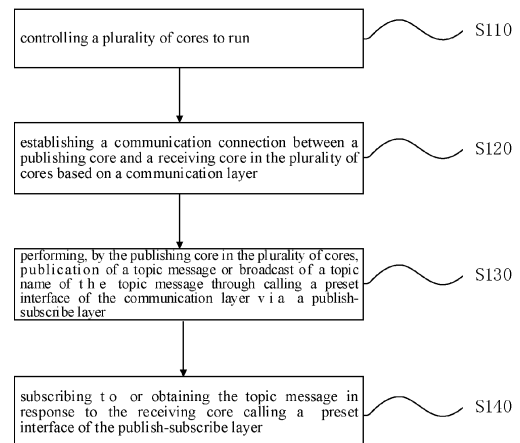 controlling a plurality of cores to run
S110
establishing a communication connection between a
publishing core and a receiving core in the plurality of
cores based on a communication layer
S120
performing, by the publishing core in the plurality of cores,
publication of a topic message or broadcast of a topic
name of the topic message through calling a preset
interface of the communication layer via a publish-
subscribe layer
S130
subscribing to or obtaining the topic message in
response to the receiving core calling a preset
interface of the publish-subscribe layer
S140